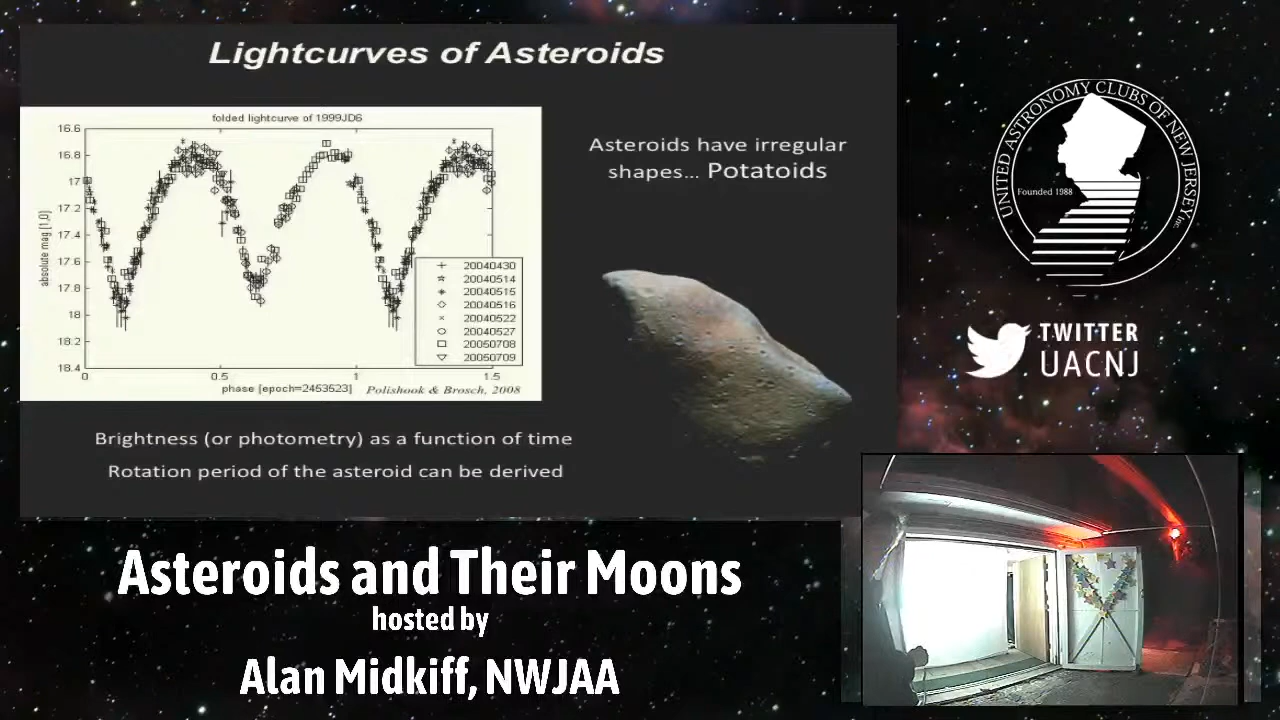 Lightcurves of Asteroids
folded lightcurve of 1999JD6
absolute mag [1,0]
16.6
16.8
17
17.2
17.4
17.6
17.8
18
18.2
18.4
0
0.5
1
1.5
20040430
20040514
20040515
20040516
20040522
20040527
20050708
20050709
phase [epoch=2453523]
Polishook & Brosch, 2008
Asteroids have irregular
shapes... Potatoids
Brightness (or photometry) as a function of time
Rotation period of the asteroid can be derived
UNITED ASTRONOMY CLUBS OF NEW JERSEY Inc.
Founded 1988
TWITTER
UACNJ
Asteroids and Their Moons
hosted by
Alan Midkiff, NWJAA